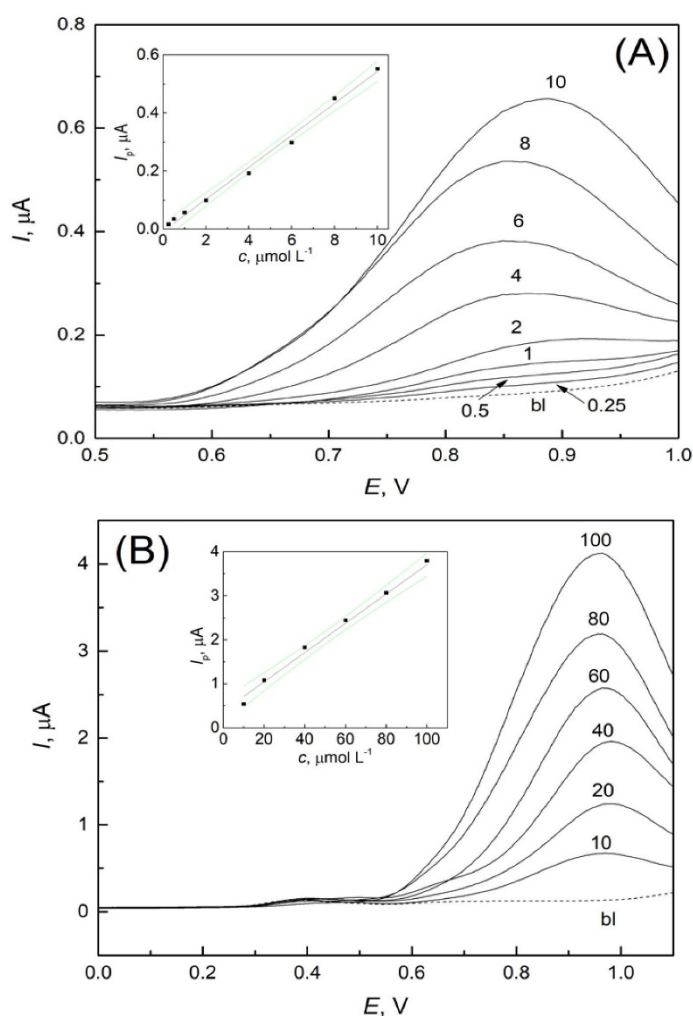 (A)
0.8
0.6
0.4
0.2
0.0
I, µA
0.5 0.6 0.7 0.8 0.9 1.0
E, V
0.6
0.4
0.2
0.0
Iₚ, µA
0 2 4 6 8 10
c, µmol L⁻¹
10
8
6
4
2
1
0.5
bl
0.25
(B)
4
3
2
1
0
I, µA
0.0 0.2 0.4 0.6 0.8 1.0
E, V
4
3
2
1
0
Iₚ, µA
20 40 60 80 100
c, µmol L⁻¹
100
80
60
40
20
10
bl